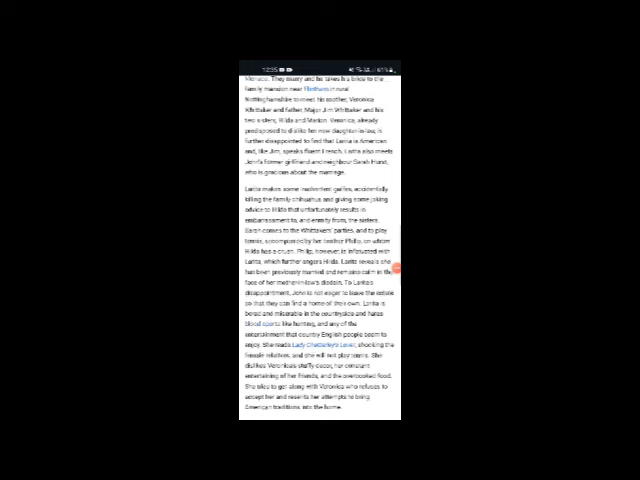 12:35 61%
Monaco. They marry and he takes his bride to the
family mansion near Flintham in rural
Nottinghamshire to meet his mother, Veronica
Whittaker and father, Major Jim Whittaker and his
two sisters, Hilda and Marion. Veronica, already
predisposed to dislike her new daughter-in-law, is
further disappointed to find that Larita is American
and, like Jim, speaks fluent French. Larita also meets
John's former girlfriend and neighbour Sarah Hurst,
who is gracious about the marriage.
Larita makes some inadvertent gaffes, accidentally
killing the family chihuahua and giving some joking
advice to Hilda that unfortunately results in
embarrassment to, and enmity from, the sisters.
Sarah comes to the Whittakers' parties, and to play
tennis, accompanied by her brother Philip, on whom
Hilda has a crush. Philip, however, is infatuated with
Larita, which further angers Hilda. Larita reveals she
has been previously married and remains calm in the
face of her mother-in-law's disdain. To Larita's
disappointment, John is not eager to leave the estate
so that they can find a home of their own. Larita is
bored and miserable in the countryside and hates
blood sports like hunting, and any of the
entertainment that country English people seem to
enjoy. She reads Lady Chatterley's Lover, shocking the
female relatives, and she will not play tennis. She
dislikes Veronica's stuffy decor, her constant
entertaining of her friends, and the overcooked food.
She tries to get along with Veronica who refuses to
accept her and resents her attempts to bring
American traditions into the home.